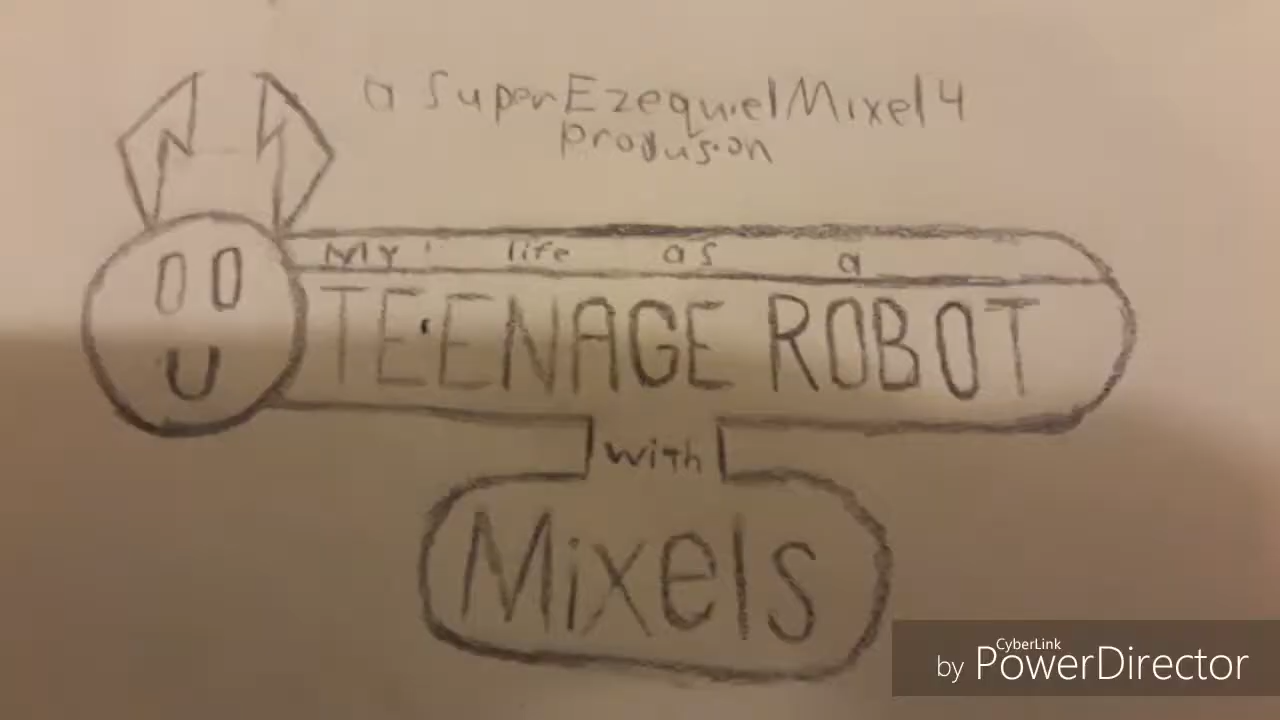 a SuperEzequielMixel4
produsion
My life as a
TEENAGE ROBOT
with
Mixels
CyberLink
by PowerDirector